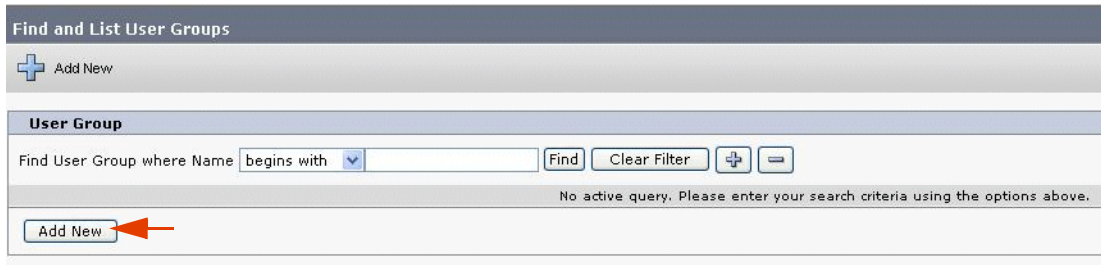 Find and List User Groups
Add New
User Group
Find User Group where Name begins with Find Clear Filter
No active query. Please enter your search criteria using the options above.
Add New